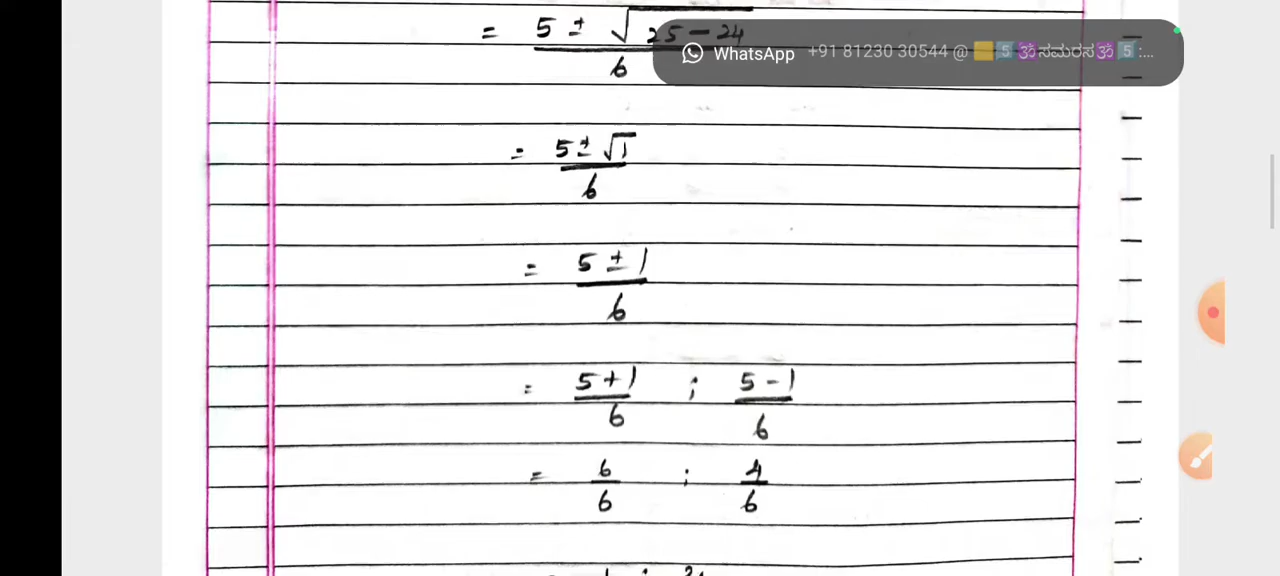 = 5 ± √25 - 24 / 6
WhatsApp +91 81230 30544 @ 5 ॐ ಸಮರಸ ॐ 5 :...
= 5 ± √1 / 6
= 5 ± 1 / 6
= 5 + 1 / 6 ; 5 - 1 / 6
= 6 / 6 ; 4 / 6